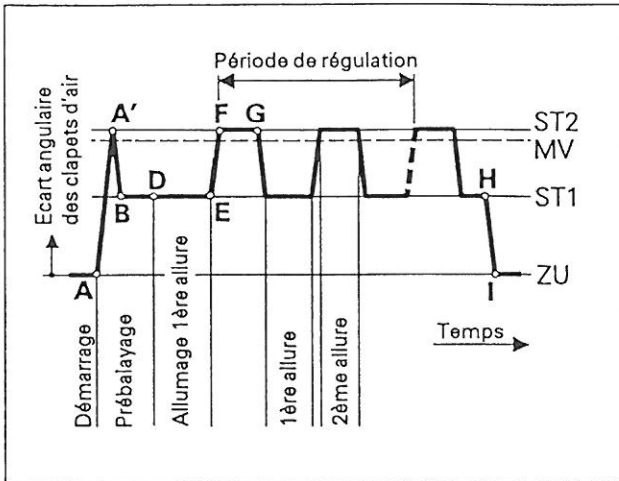 Période de régulation
A'
F
G
ST2
MV
Ecart angulaire
des clapets d'air
D
B
E
H
ST1
A
I
ZU
Démarrage
Prébalayage
Allumage 1ère allure
1ère allure
2ème allure
Temps